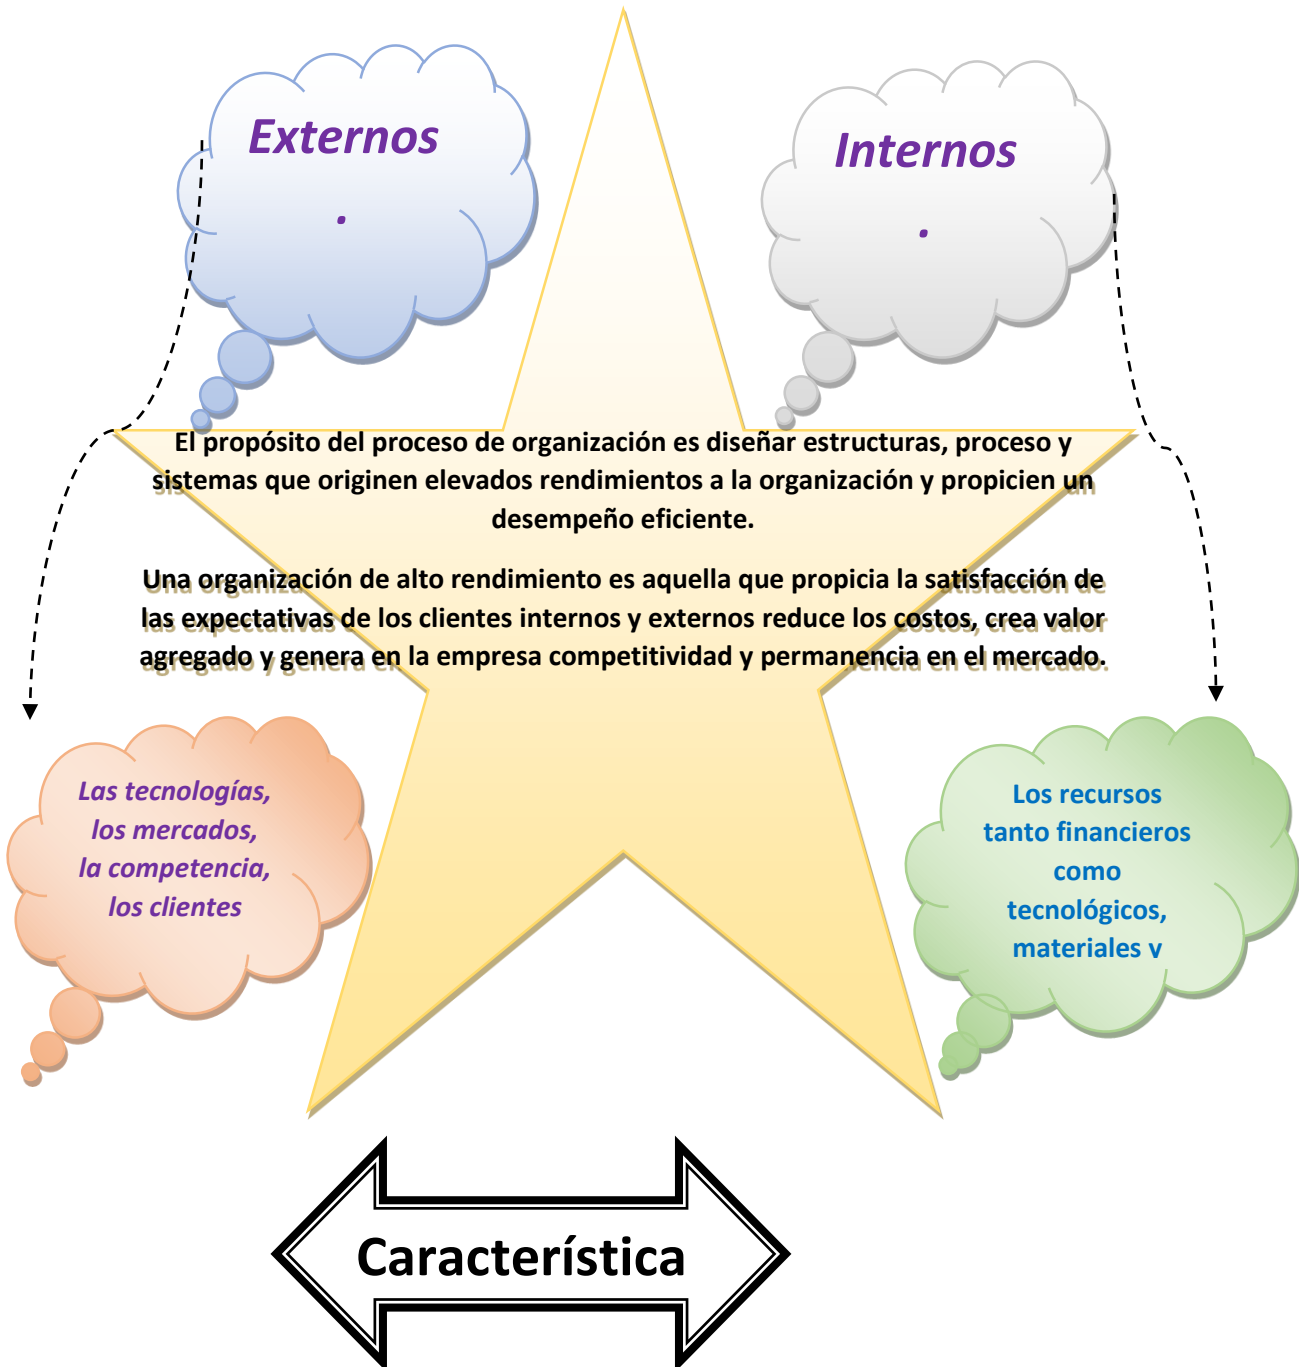 Externos
.
Internos
.
El propósito del proceso de organización es diseñar estructuras, proceso y
sistemas que originen elevados rendimientos a la organización y propicien un
desempeño eficiente.
Una organización de alto rendimiento es aquella que propicia la satisfacción de
las expectativas de los clientes internos y externos reduce los costos, crea valor
agregado y genera en la empresa competitividad y permanencia en el mercado.
Las tecnologías,
los mercados,
la competencia,
los clientes
Los recursos
tanto financieros
como
tecnológicos,
materiales v
Característica